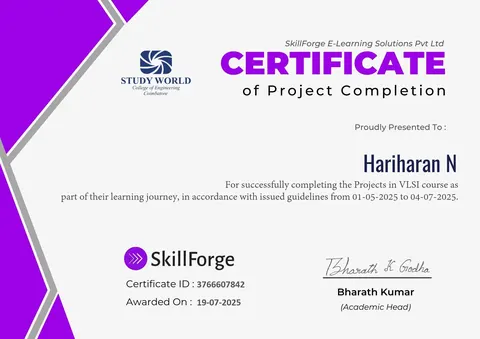 SkillForge E-Learning Solutions Pvt Ltd
STUDY WORLD
College of Engineering
Coimbatore
CERTIFICATE
of Project Completion
Proudly Presented To :
Hariharan N
For successfully completing the Projects in VLSI course as
part of their learning journey, in accordance with issued guidelines from 01-05-2025 to 04-07-2025.
SkillForge
Bharath K Godha
Certificate ID : 3766607842
Bharath Kumar
Awarded On : 19-07-2025
(Academic Head)